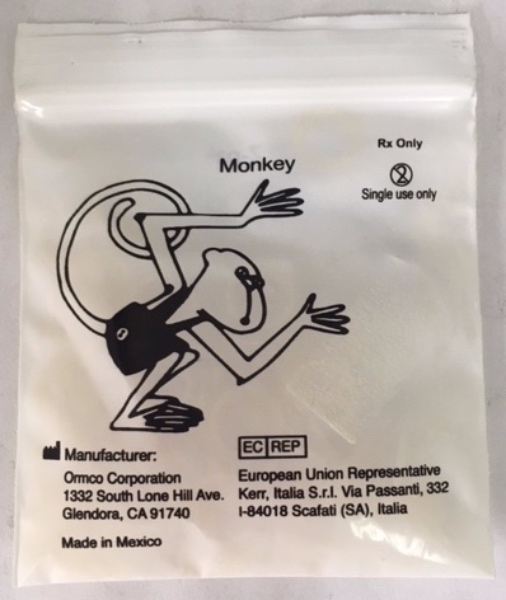 Monkey
Rx Only
2
Single use only
Manufacturer:
Ormco Corporation
1332 South Lone Hill Ave.
Glendora, CA 91740
Made in Mexico
EC REP
European Union Representative
Kerr, Italia S.r.l. Via Passanti, 332
I-84018 Scafati (SA), Italia